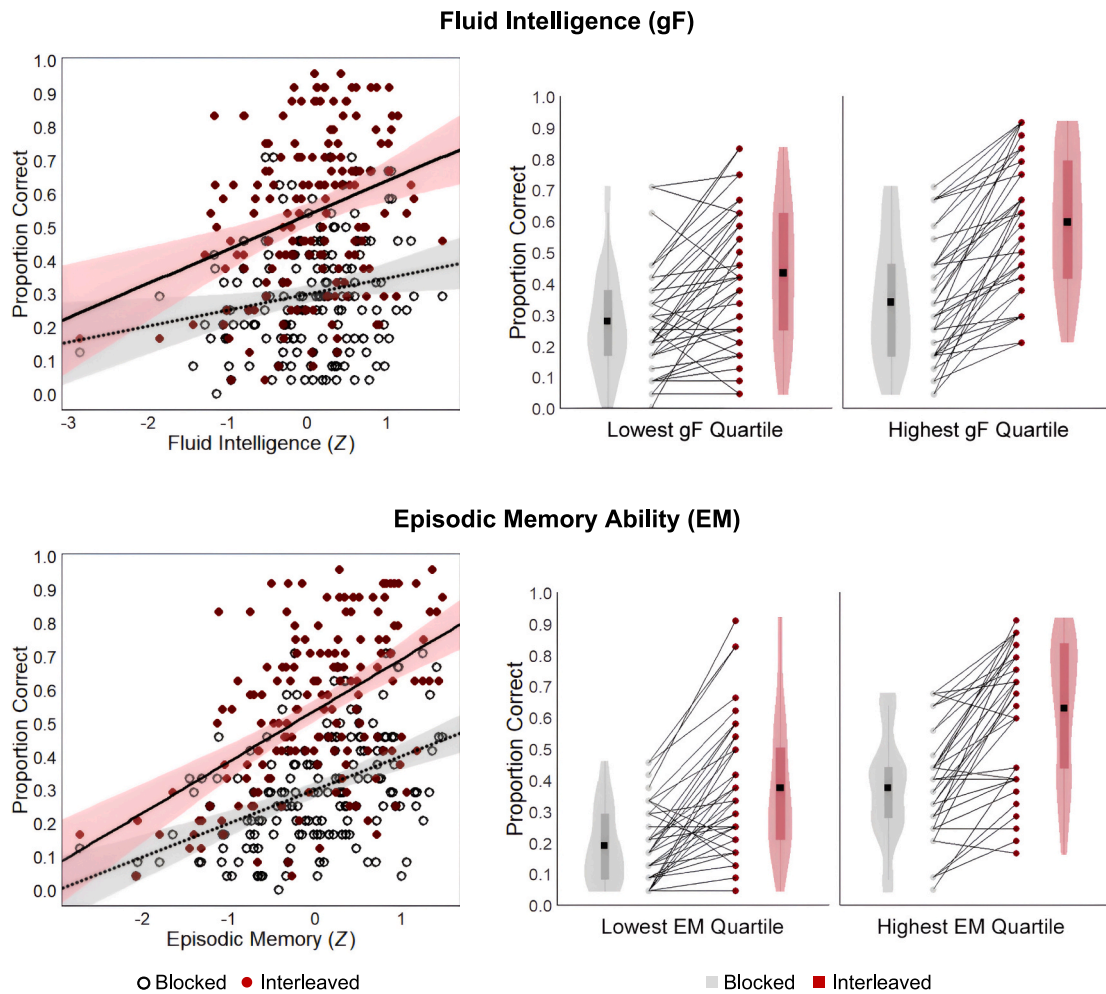 Fluid Intelligence (gF)
Proportion Correct
1.0
0.9
0.8
0.7
0.6
0.5
0.4
0.3
0.2
0.1
0.0
-3 -2 -1 0 1
Fluid Intelligence (Z)
Proportion Correct
1.0
0.9
0.8
0.7
0.6
0.5
0.4
0.3
0.2
0.1
0.0
Lowest gF Quartile
Highest gF Quartile
Episodic Memory Ability (EM)
Proportion Correct
1.0
0.9
0.8
0.7
0.6
0.5
0.4
0.3
0.2
0.1
0.0
-2 -1 0 1
Episodic Memory (Z)
Proportion Correct
1.0
0.9
0.8
0.7
0.6
0.5
0.4
0.3
0.2
0.1
0.0
Lowest EM Quartile
Highest EM Quartile
Blocked Interleaved
Blocked Interleaved